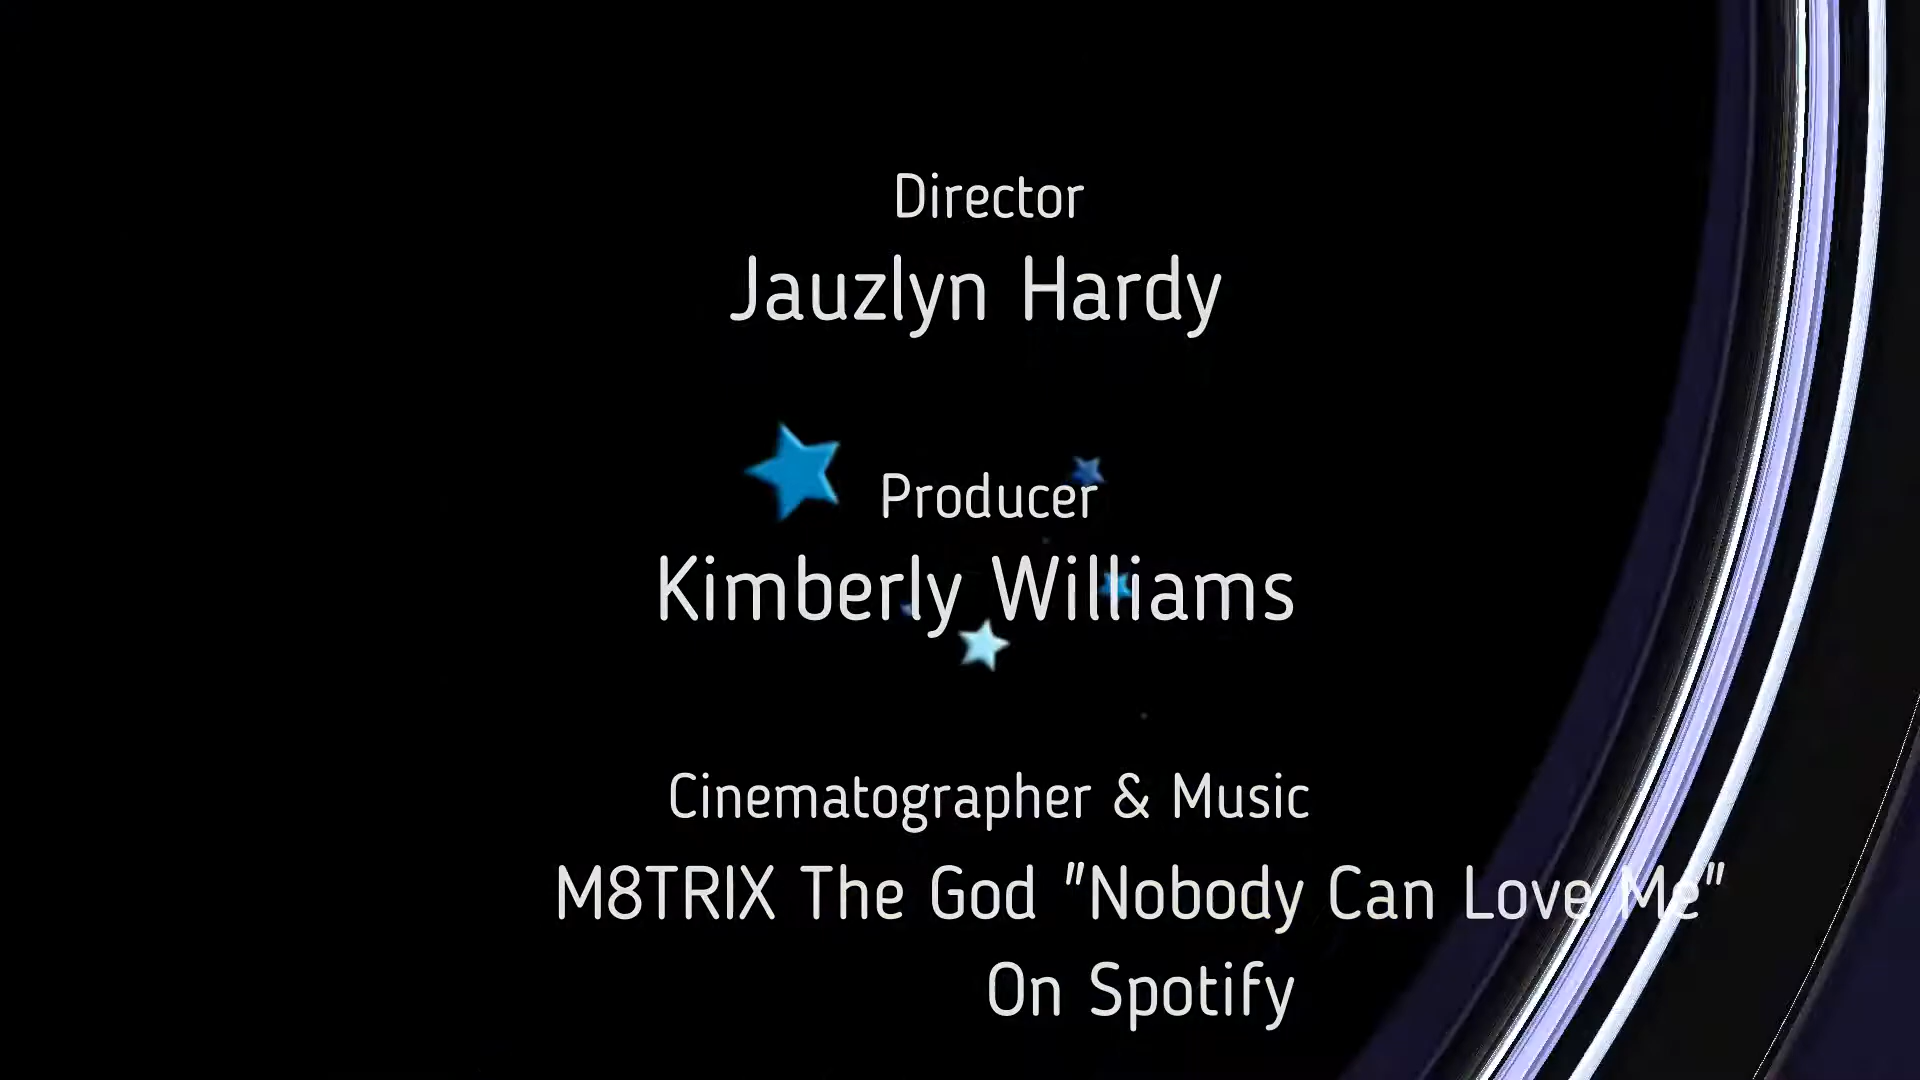 Director
Jauzlyn Hardy
Producer
Kimberly Williams
Cinematographer & Music
M8TRIX The God "Nobody Can Love Me"
On Spotify